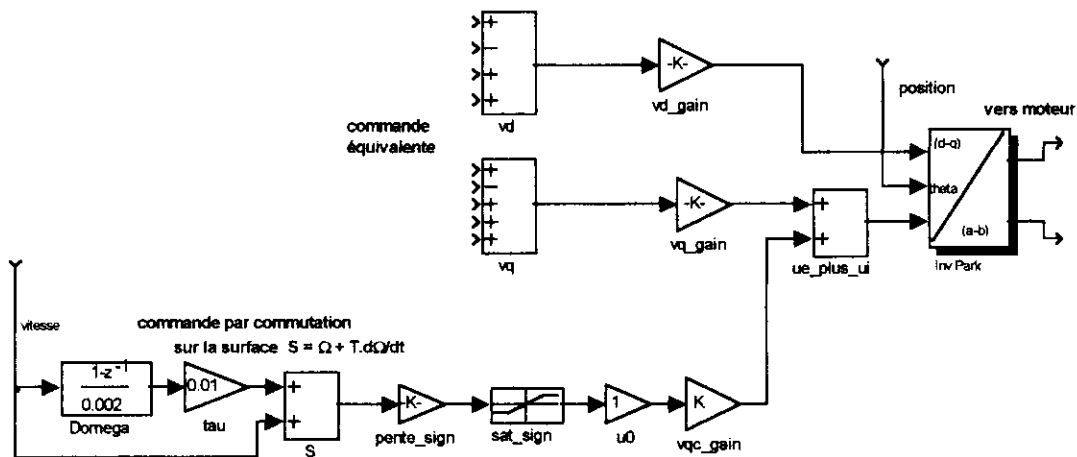 +
−
+
+
vd
-K-
vd_gain
position
vers moteur
commande
équivalente
+
−
+
+
+
vq
-K-
vq_gain
+
+
ue_plus_ui
(d-q)
theta
(a-b)
Inv Park
vitesse
commande par commutation
sur la surface S = Ω + T.dΩ/dt
1-z⁻¹
0.002
Domega
0.01
tau
+
+
S
-K-
pente_sign
sat_sign
1
u0
K
vqc_gain